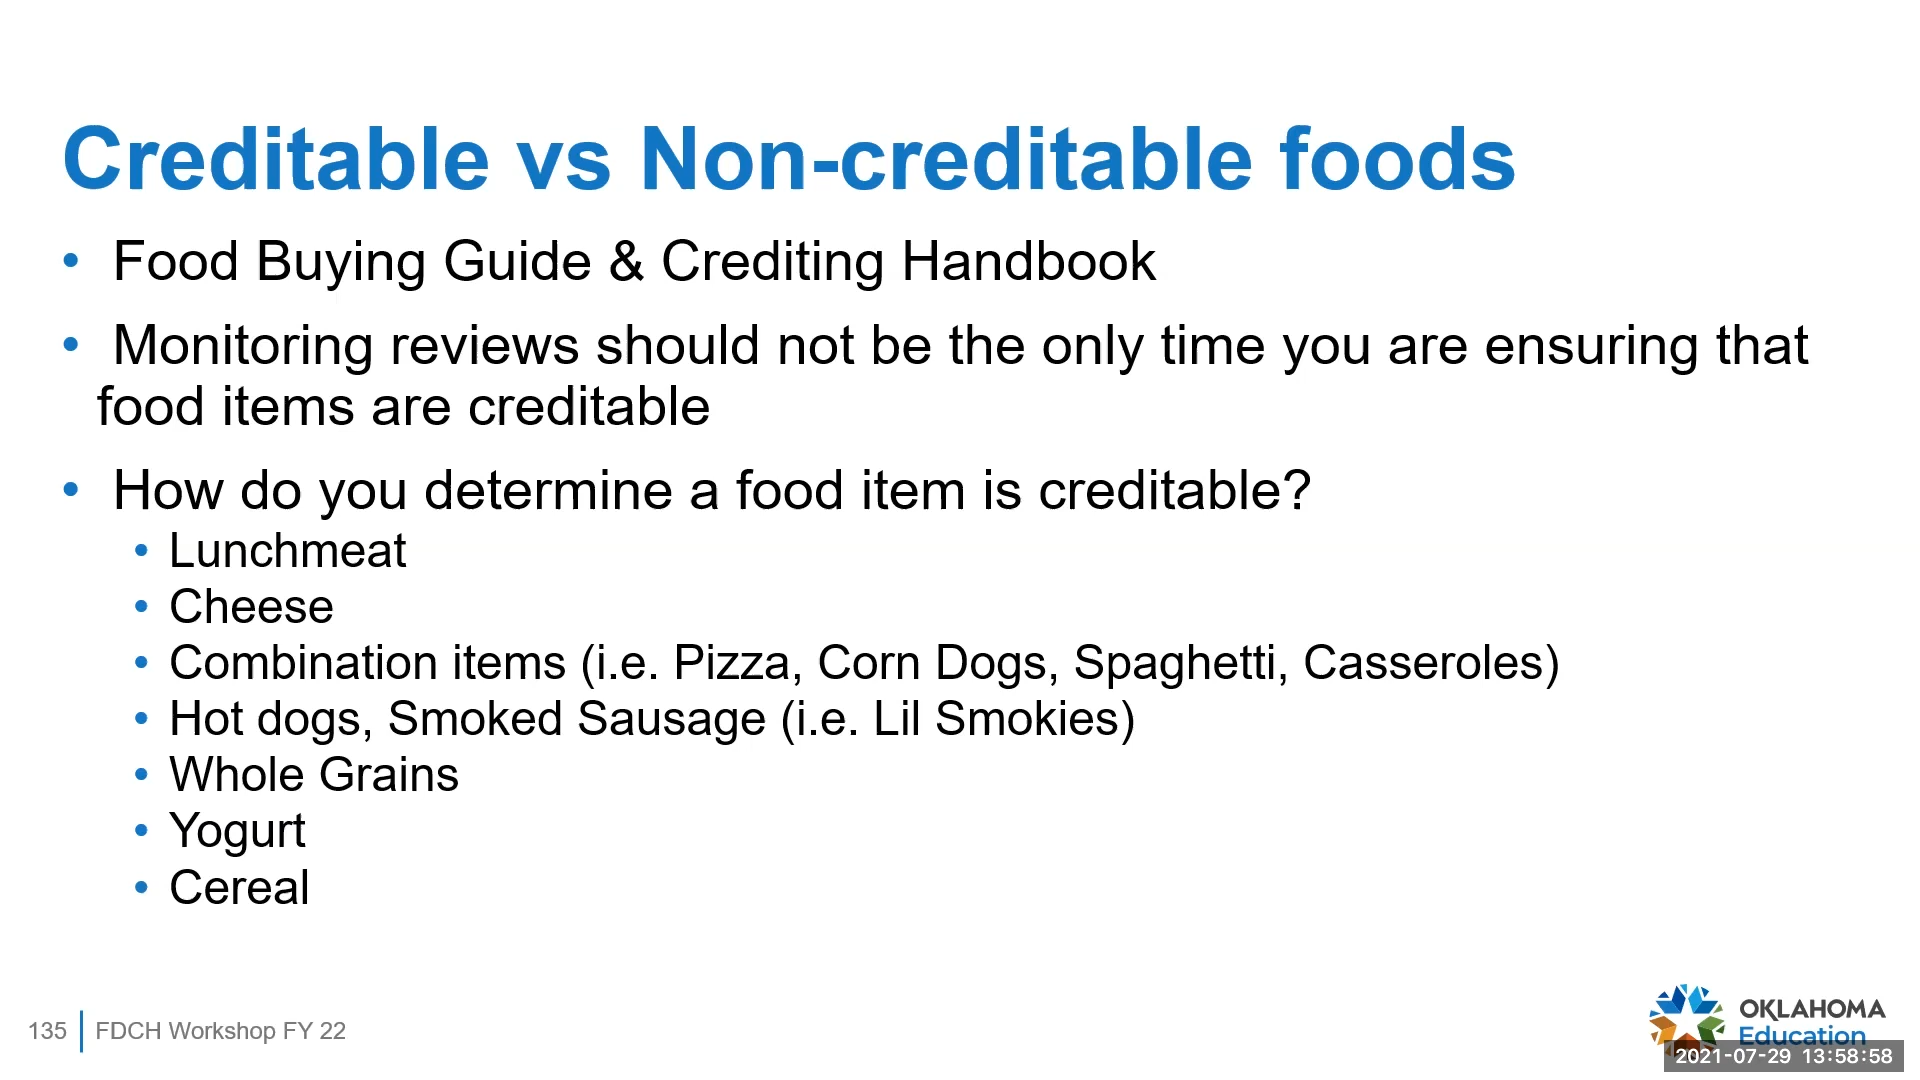 Creditable vs Non-creditable foods
• Food Buying Guide & Crediting Handbook
• Monitoring reviews should not be the only time you are ensuring that
food items are creditable
• How do you determine a food item is creditable?
• Lunchmeat
• Cheese
• Combination items (i.e. Pizza, Corn Dogs, Spaghetti, Casseroles)
• Hot dogs, Smoked Sausage (i.e. Lil Smokies)
• Whole Grains
• Yogurt
• Cereal
135 FDCH Workshop FY 22
OKLAHOMA
Education
2021-07-29 13:58:58